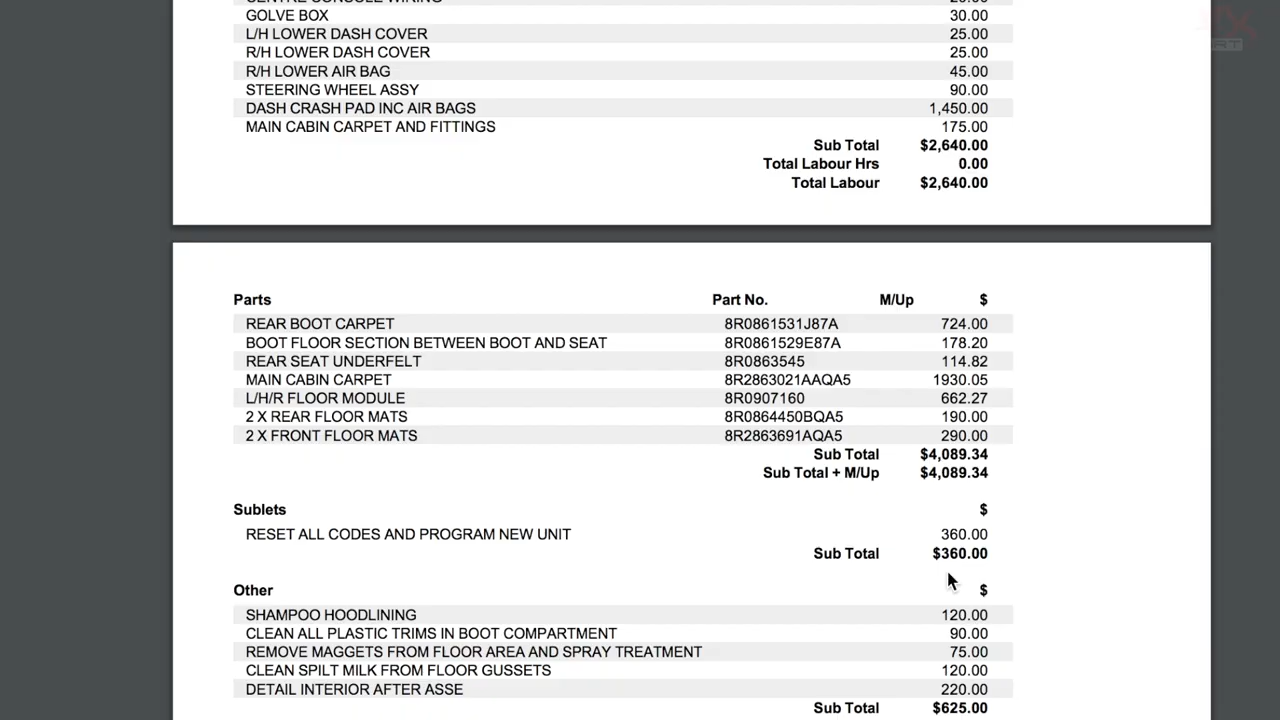 GOLVE BOX 30.00
L/H LOWER DASH COVER 25.00
R/H LOWER DASH COVER 25.00
R/H LOWER AIR BAG 45.00
STEERING WHEEL ASSY 90.00
DASH CRASH PAD INC AIR BAGS 1,450.00
MAIN CABIN CARPET AND FITTINGS 175.00
Sub Total $2,640.00
Total Labour Hrs 0.00
Total Labour $2,640.00
Parts Part No. M/Up $
REAR BOOT CARPET 8R0861531J87A 724.00
BOOT FLOOR SECTION BETWEEN BOOT AND SEAT 8R0861529E87A 178.20
REAR SEAT UNDERFELT 8R0863545 114.82
MAIN CABIN CARPET 8R2863021AAQA5 1930.05
L/H/R FLOOR MODULE 8R0907160 662.27
2 X REAR FLOOR MATS 8R0864450BQA5 190.00
2 X FRONT FLOOR MATS 8R2863691AQA5 290.00
Sub Total $4,089.34
Sub Total + M/Up $4,089.34
Sublets $
RESET ALL CODES AND PROGRAM NEW UNIT 360.00
Sub Total $360.00
Other $
SHAMPOO HOODLINING 120.00
CLEAN ALL PLASTIC TRIMS IN BOOT COMPARTMENT 90.00
REMOVE MAGGETS FROM FLOOR AREA AND SPRAY TREATMENT 75.00
CLEAN SPILT MILK FROM FLOOR GUSSETS 120.00
DETAIL INTERIOR AFTER ASSE 220.00
Sub Total $625.00